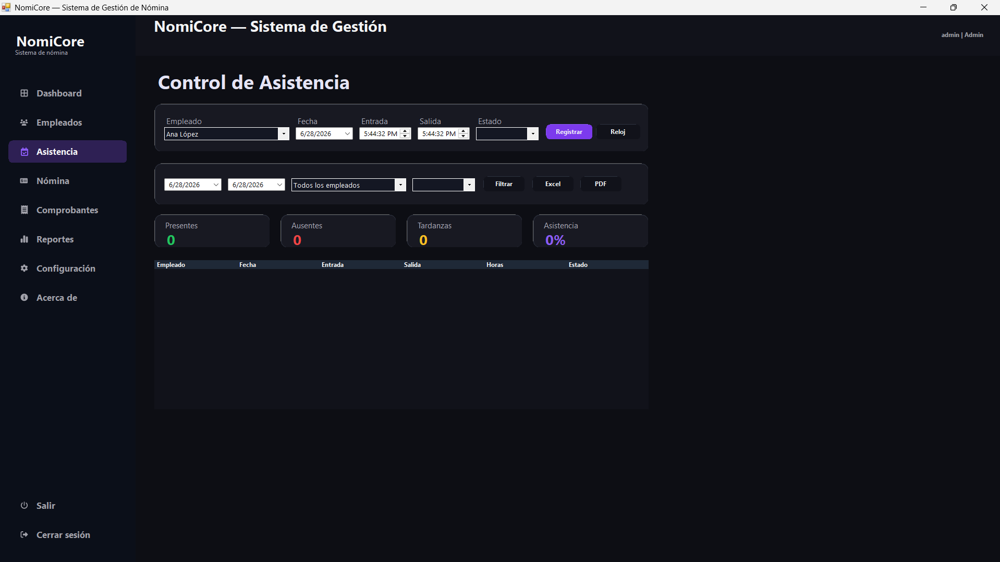 NomiCore — Sistema de Gestión de Nómina
NomiCore — Sistema de Gestión
admin | Admin
NomiCore
Sistema de nómina
Dashboard
Empleados
Asistencia
Nómina
Comprobantes
Reportes
Configuración
Acerca de
Salir
Cerrar sesión
Control de Asistencia
Empleado Fecha Entrada Salida Estado
Ana López 6/28/2026 5:44:32 PM 5:44:32 PM Registrar Reloj
6/28/2026 6/28/2026 Todos los empleados Filtrar Excel PDF
Presentes Ausentes Tardanzas Asistencia
0 0 0 0%
Empleado Fecha Entrada Salida Horas Estado